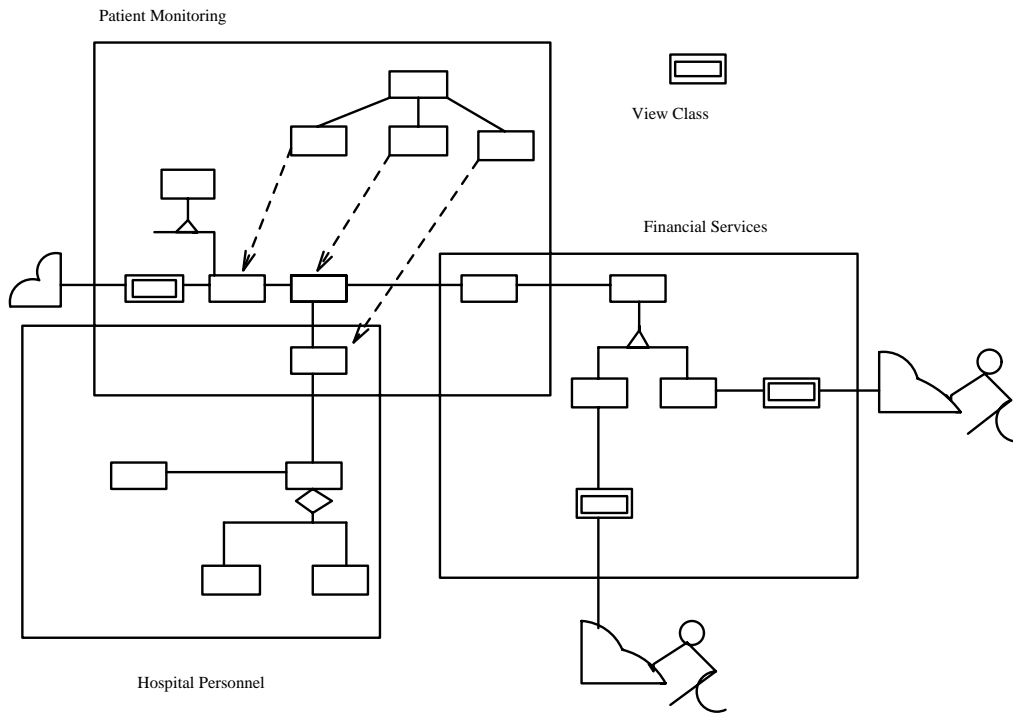 Patient Monitoring
View Class
Financial Services
Hospital Personnel